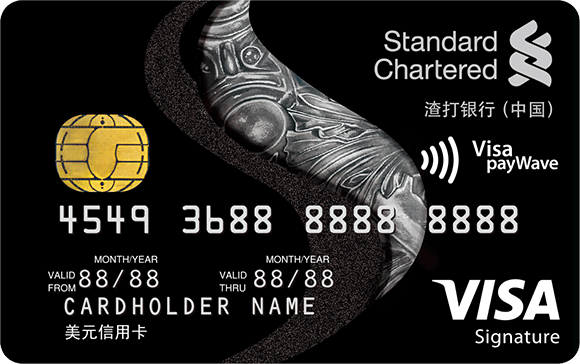 Standard
Chartered
渣打银行（中国）
Visa
payWave
4549 3688 8888 8888
MONTH/YEAR MONTH/YEAR
VALID FROM 88/88 VALID THRU 88/88
CARDHOLDER NAME
VISA
美元信用卡
Signature